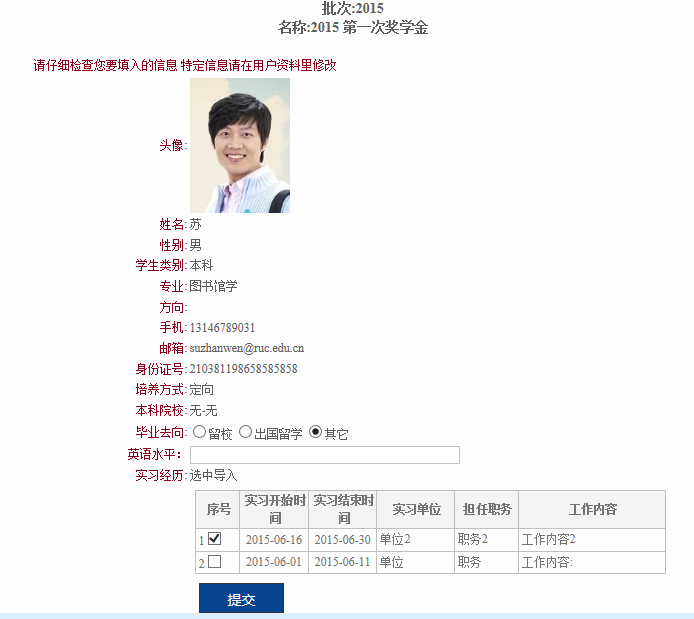 批次:2015
名称:2015 第一次奖学金
请仔细检查您要填入的信息 特定信息请在用户资料里修改
头像:
姓名: 苏
性别: 男
学生类别: 本科
专业: 图书馆学
方向:
手机: 13146789031
邮箱: suzhanwen@ruc.edu.cn
身份证号: 210381198658585858
培养方式: 定向
本科院校: 无-无
毕业去向: 留校 出国留学 其它
英语水平：
实习经历: 选中导入
序号 实习开始时间 实习结束时间 实习单位 担任职务 工作内容
1 2015-06-16 2015-06-30 单位2 职务2 工作内容2
2 2015-06-01 2015-06-11 单位 职务 工作内容:
提交